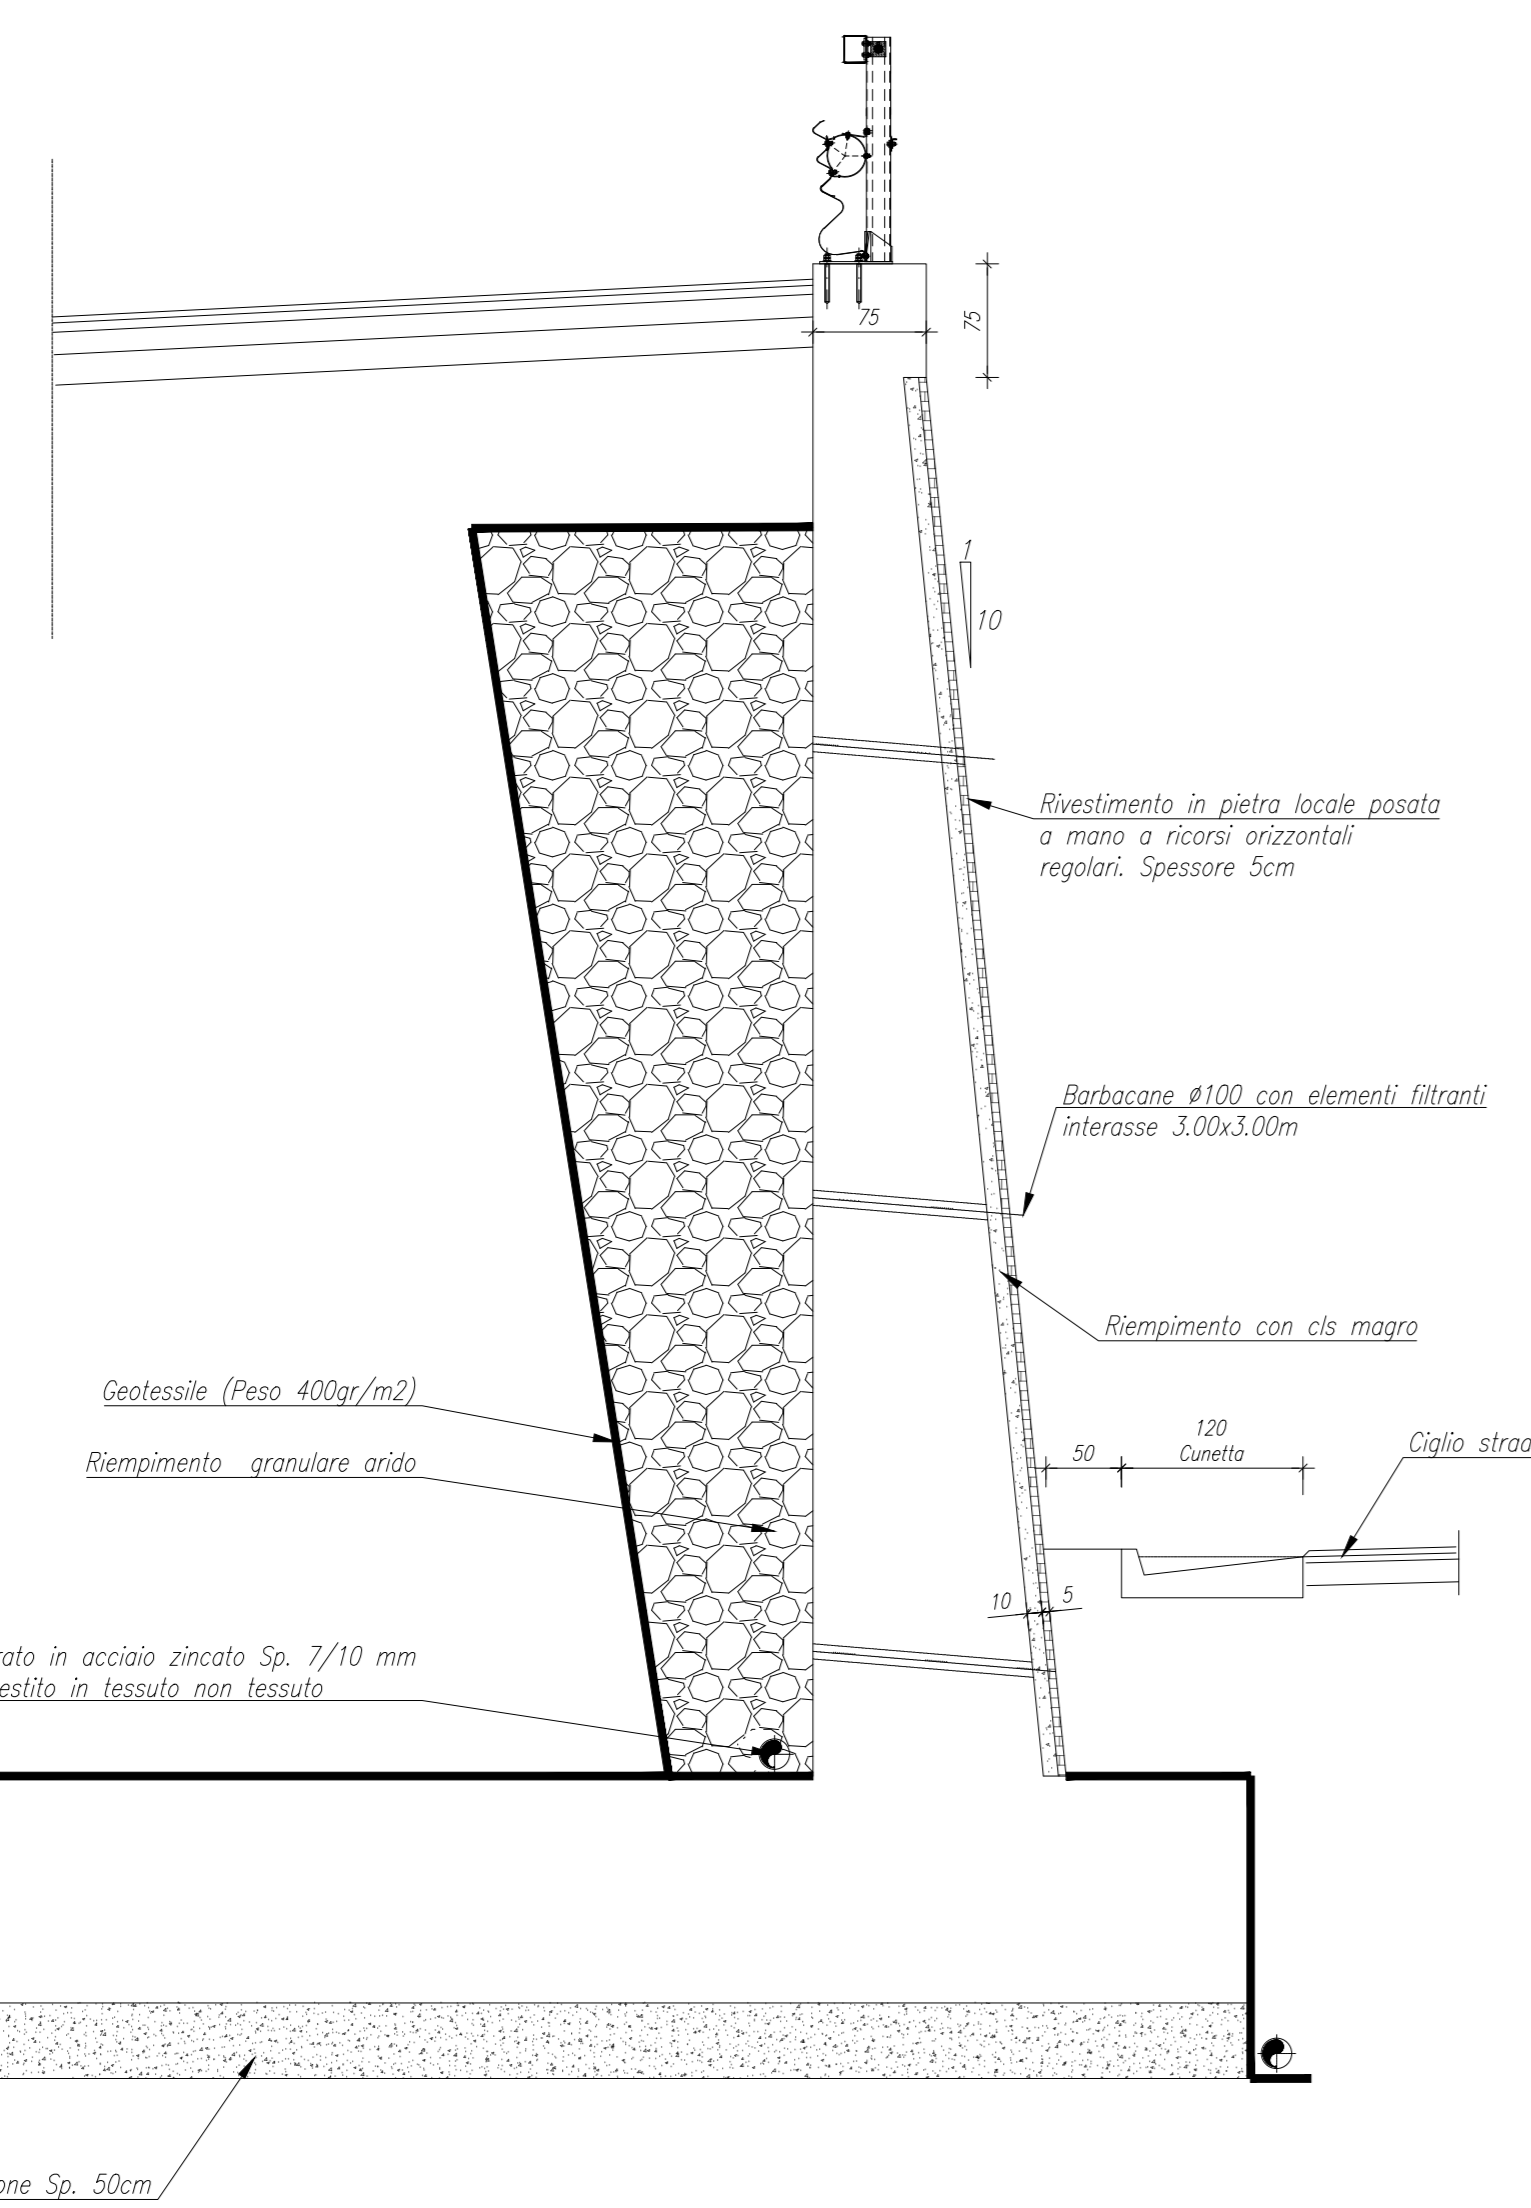 75
75
1
10
Rivestimento in pietra locale posata
a mano a ricorsi orizzontali
regolari. Spessore 5cm
Barbacane ø100 con elementi filtranti
interasse 3.00x3.00m
Riempimento con cls magro
Geotessile (Peso 400gr/m2)
Riempimento granulare arido
50
120
Cunetta
Ciglio strad
10
5
rato in acciaio zincato Sp. 7/10 mm
estito in tessuto non tessuto
one Sp. 50cm